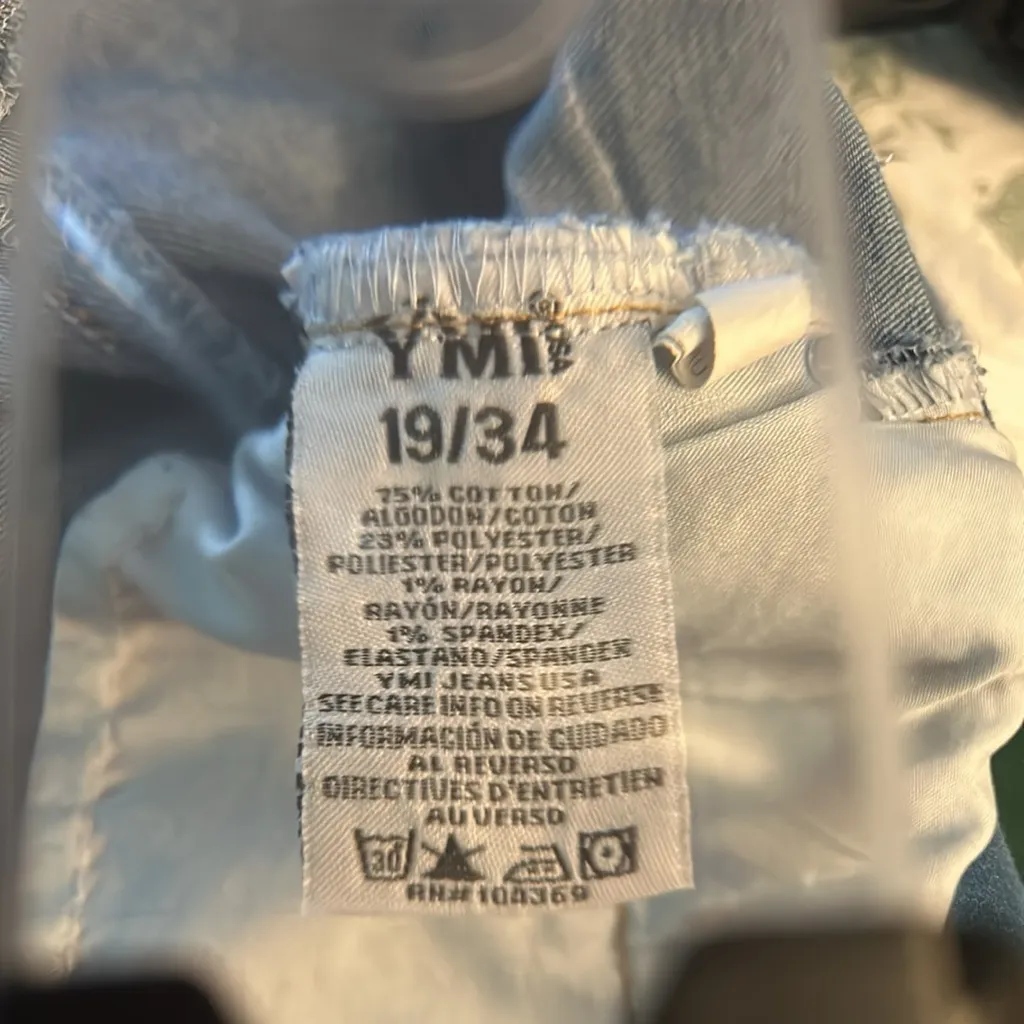 YMI
19/34
75% COTTON/
ALGODON/COTON
23% POLYESTER/
POLIESTER/POLYESTER
1% RAYON/
RAYÓN/RAYONNE
1% SPANDEX/
ELASTANO/SPANDEX
YMI JEANS USA
SEE CARE INFO ON REVERSE
INFORMACIÓN DE CUIDADO
AL REVERSO
DIRECTIVES D'ENTRETIEN
AU VERSO
30
RN# 104369